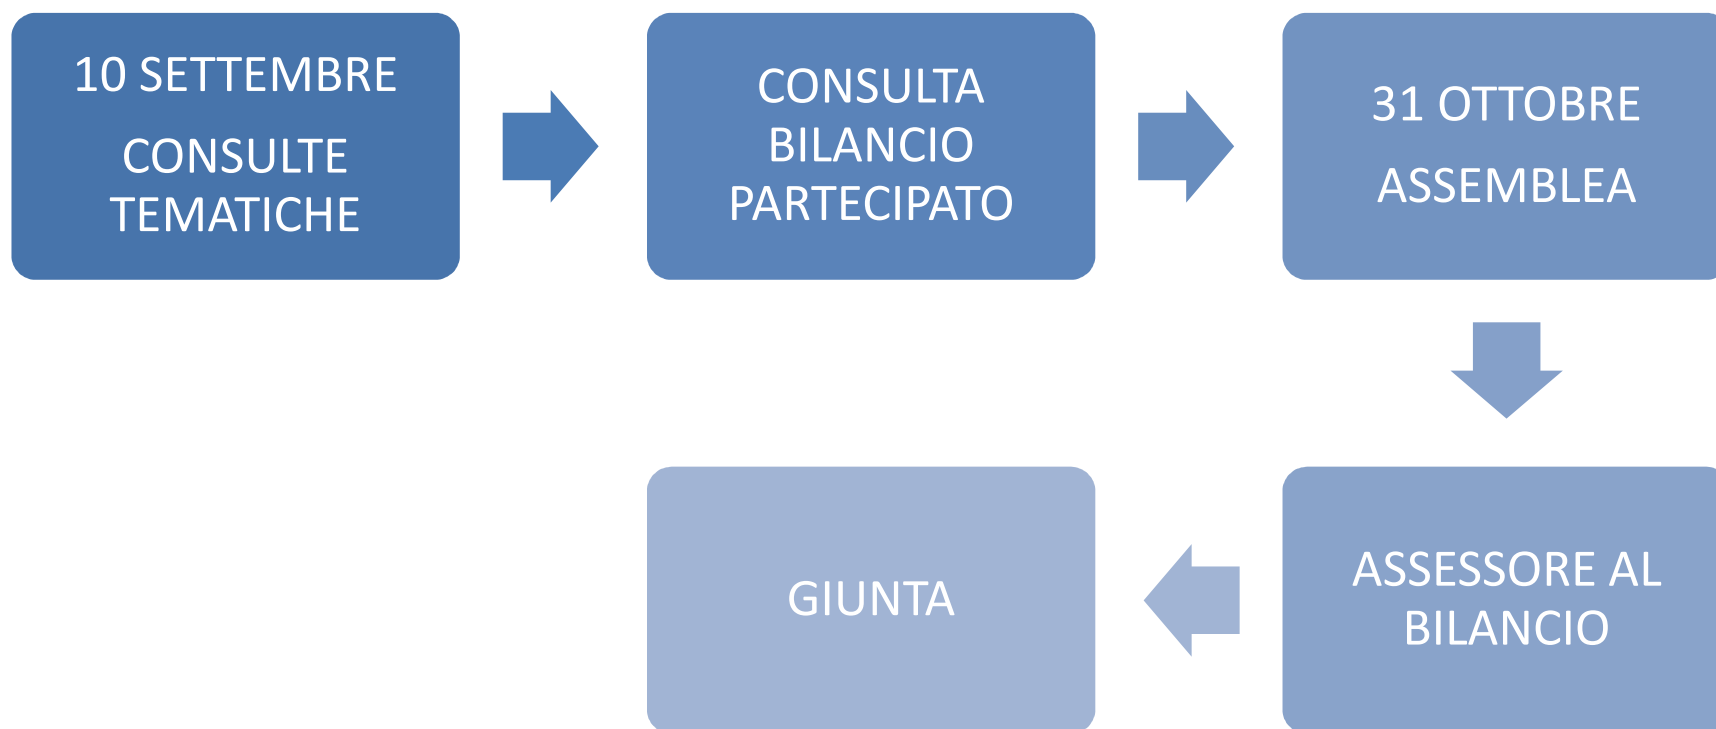 10 SETTEMBRE
CONSULTE
TEMATICHE
CONSULTA
BILANCIO
PARTECIPATO
31 OTTOBRE
ASSEMBLEA
ASSESSORE AL
BILANCIO
GIUNTA